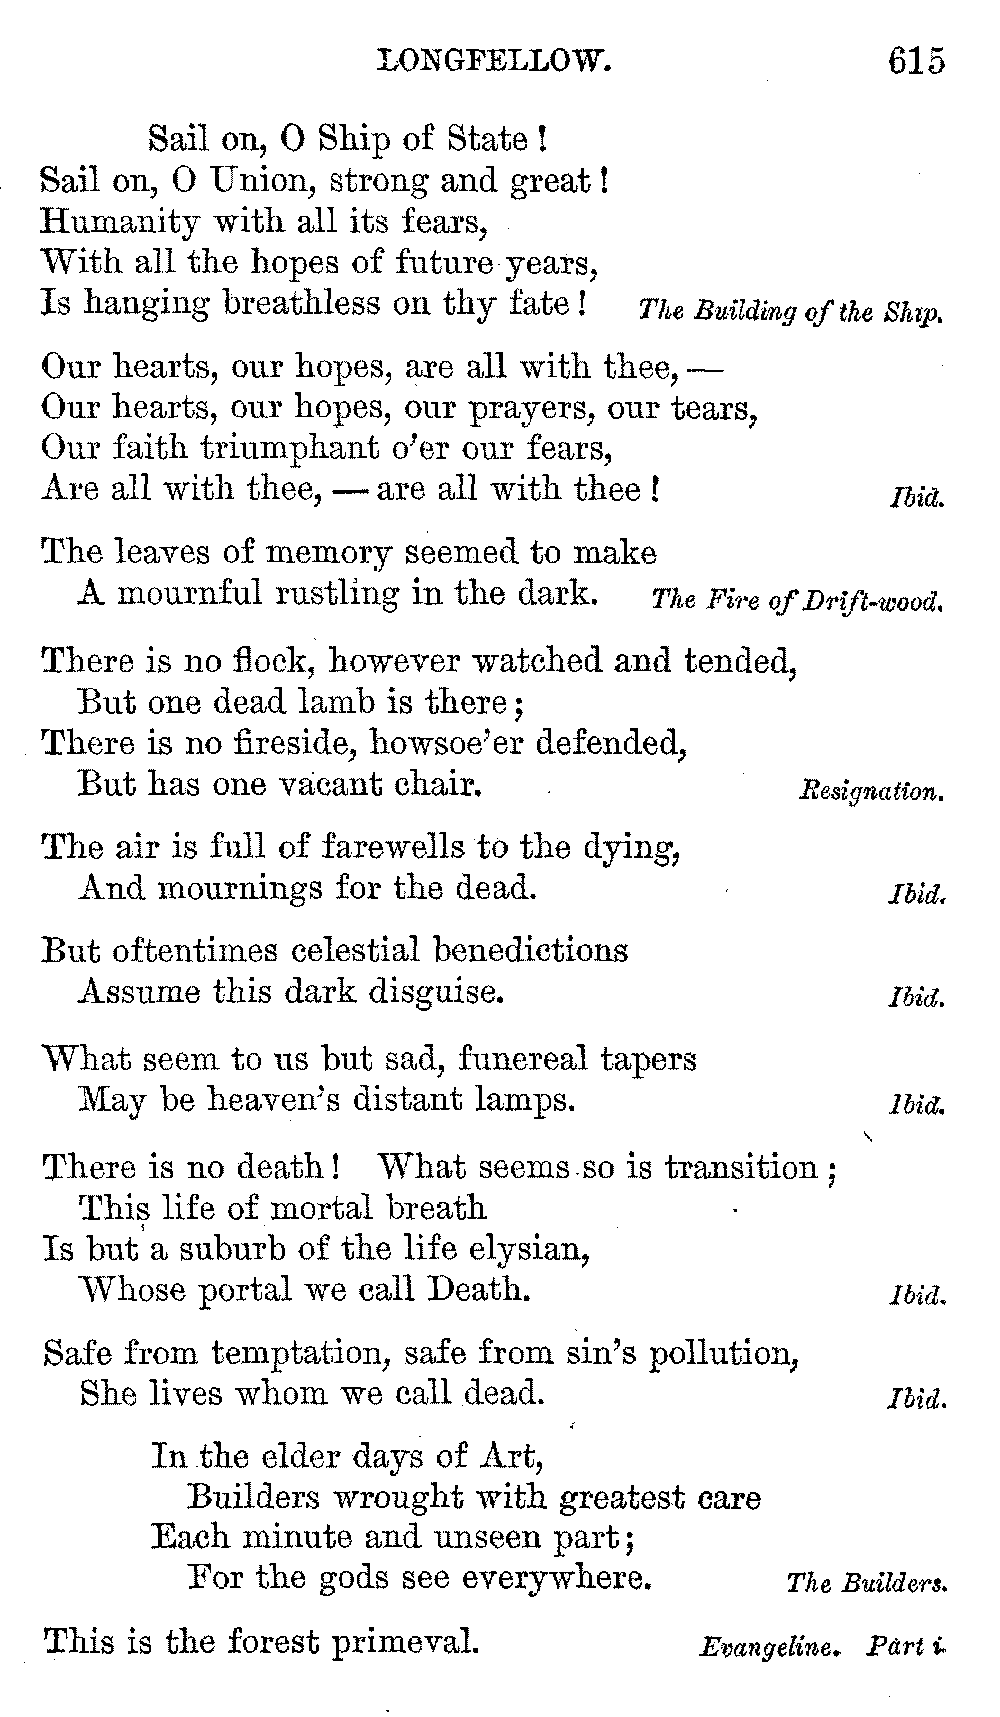 LONGFELLOW. 615
Sail on, O Ship of State!
Sail on, O Union, strong and great!
Humanity with all its fears,
With all the hopes of future years,
Is hanging breathless on thy fate! The Building of the Ship.
Our hearts, our hopes, are all with thee, —
Our hearts, our hopes, our prayers, our tears,
Our faith triumphant o'er our fears,
Are all with thee, — are all with thee! Ibid.
The leaves of memory seemed to make
A mournful rustling in the dark. The Fire of Drift-wood.
There is no flock, however watched and tended,
But one dead lamb is there;
There is no fireside, howsoe'er defended,
But has one vacant chair. Resignation.
The air is full of farewells to the dying,
And mournings for the dead. Ibid.
But oftentimes celestial benedictions
Assume this dark disguise. Ibid.
What seem to us but sad, funereal tapers
May be heaven's distant lamps. Ibid.
There is no death! What seems so is transition;
This life of mortal breath
Is but a suburb of the life elysian,
Whose portal we call Death. Ibid.
Safe from temptation, safe from sin's pollution,
She lives whom we call dead. Ibid.
In the elder days of Art,
Builders wrought with greatest care
Each minute and unseen part;
For the gods see everywhere. The Builders.
This is the forest primeval. Evangeline. Part i.